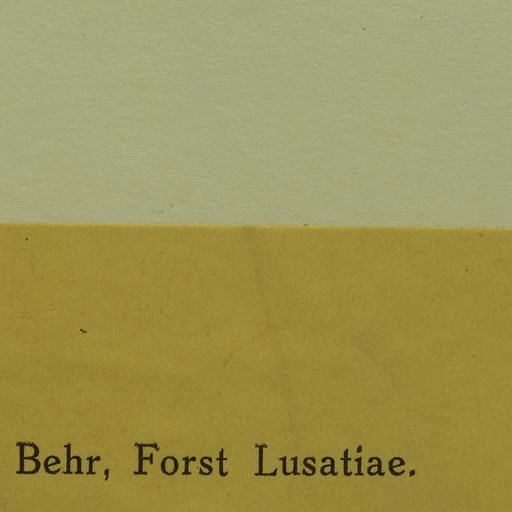 Behr, Forst Lusatiae.